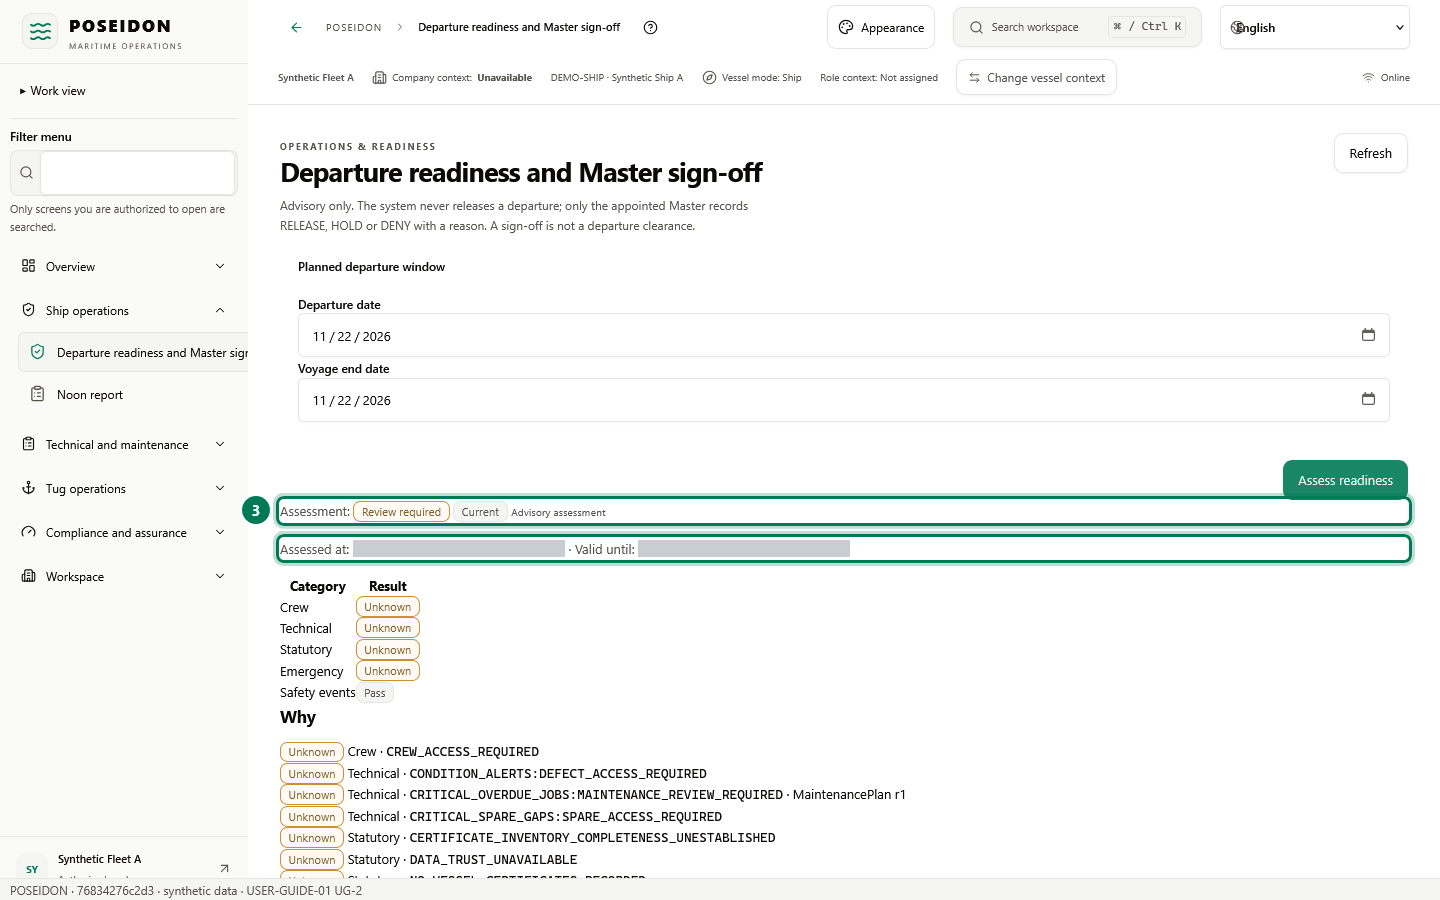 POSEIDON
MARITIME OPERATIONS
Work view
Filter menu
Only screens you are authorized to open are
searched.
Overview
Ship operations
Departure readiness and Master sign
Noon report
Technical and maintenance
Tug operations
Compliance and assurance
Workspace
SY
Synthetic Fleet A
POSEIDON
Departure readiness and Master sign-off
Appearance
Search workspace
⌘ / Ctrl K
English
Synthetic Fleet A
Company context: Unavailable
DEMO-SHIP · Synthetic Ship A
Vessel mode: Ship
Role context: Not assigned
Change vessel context
Online
OPERATIONS & READINESS
Departure readiness and Master sign-off
Refresh
Advisory only. The system never releases a departure; only the appointed Master records
RELEASE, HOLD or DENY with a reason. A sign-off is not a departure clearance.
Planned departure window
Departure date
11 / 22 / 2026
Voyage end date
11 / 22 / 2026
Assess readiness
3
Assessment: Review required Current Advisory assessment
Assessed at: · Valid until:
Category Result
Crew Unknown
Technical Unknown
Statutory Unknown
Emergency Unknown
Safety events Pass
Why
Unknown Crew · CREW_ACCESS_REQUIRED
Unknown Technical · CONDITION_ALERTS:DEFECT_ACCESS_REQUIRED
Unknown Technical · CRITICAL_OVERDUE_JOBS:MAINTENANCE_REVIEW_REQUIRED · MaintenancePlan r1
Unknown Technical · CRITICAL_SPARE_GAPS:SPARE_ACCESS_REQUIRED
Unknown Statutory · CERTIFICATE_INVENTORY_COMPLETENESS_UNESTABLISHED
Unknown Statutory · DATA_TRUST_UNAVAILABLE
POSEIDON · 76834276c2d3 · synthetic data · USER-GUIDE-01 UG-2